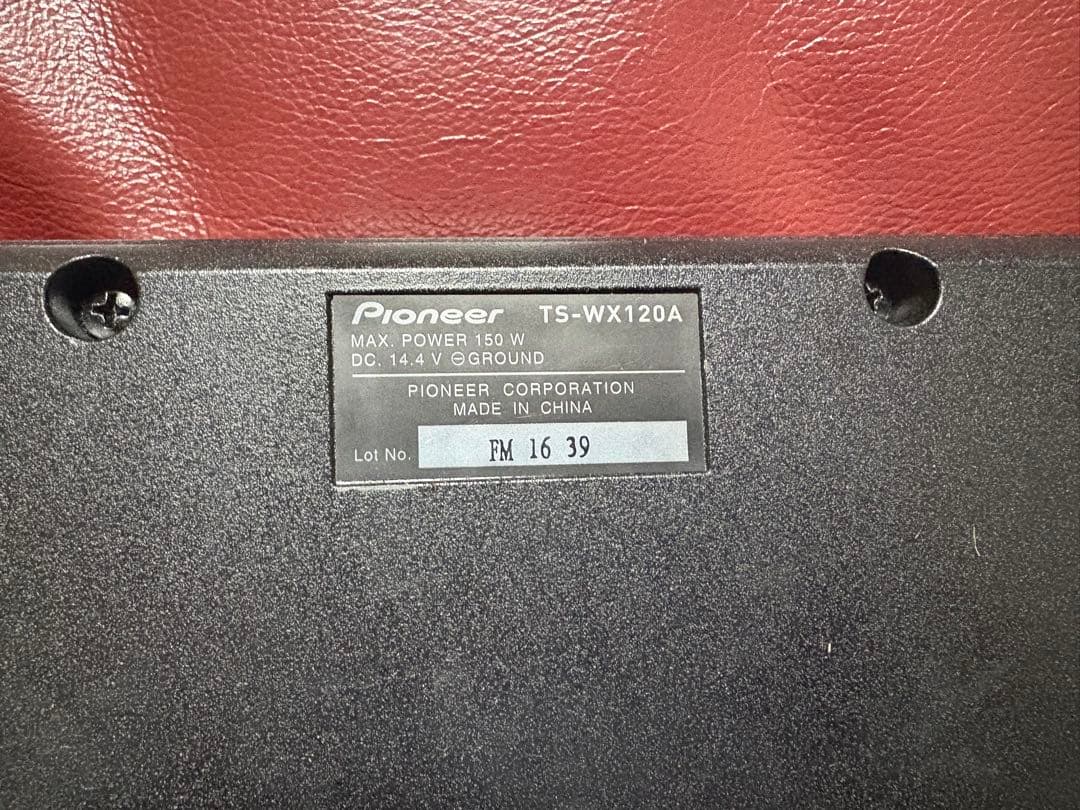 Pioneer TS-WX120A
MAX. POWER 150 W
DC. 14.4 V ⊖GROUND
PIONEER CORPORATION
MADE IN CHINA
Lot No. FM 16 39